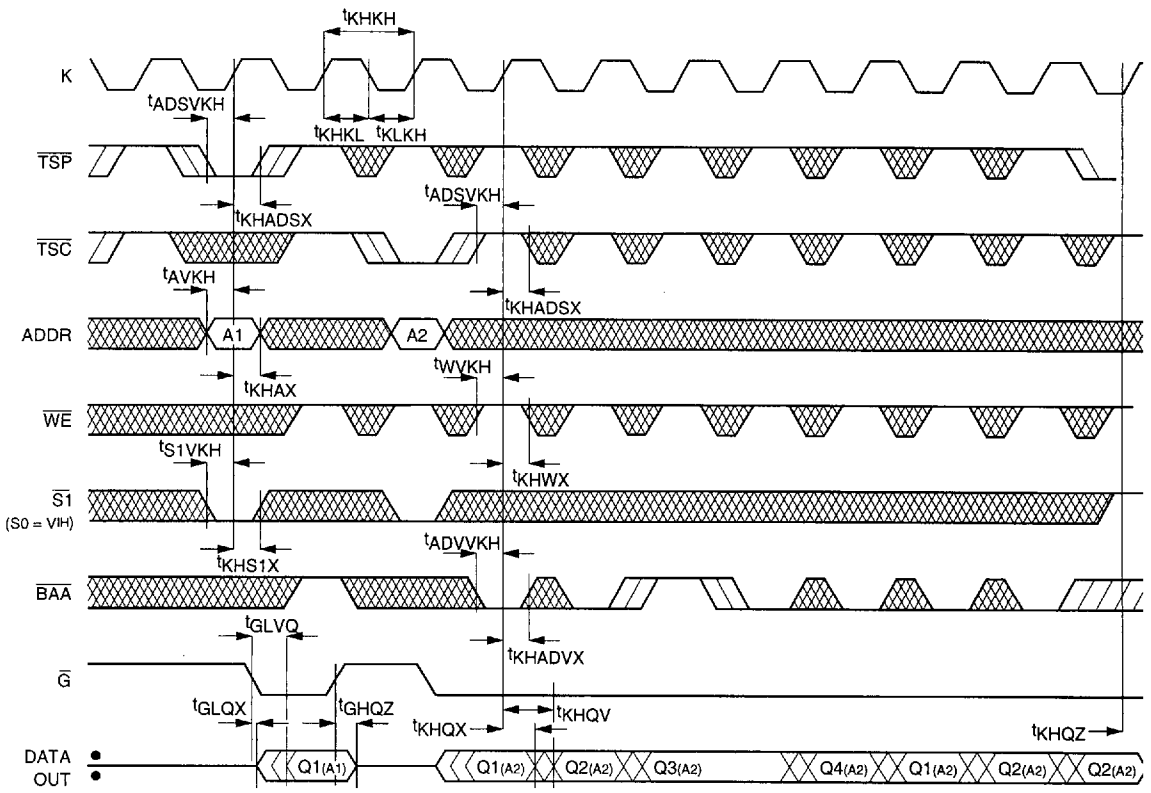 tKHKH
K
tADSVKH
tKHKL tKLKH
TSP
tADSVKH
tKHADSX
TSC
tAVKH
tKHADSX
ADDR A1 A2
tWVKH
tKHAX
WE
tS1VKH
tKHWX
S1
(S0 = VIH)
tADVVKH
tKHS1X
BAA
tGLVQ
tKHADVX
G
tGLQX tGHQZ tKHQX tKHQV tKHQZ
DATA OUT Q1(A1) Q1(A2) Q2(A2) Q3(A2) Q4(A2) Q1(A2) Q2(A2) Q2(A2)